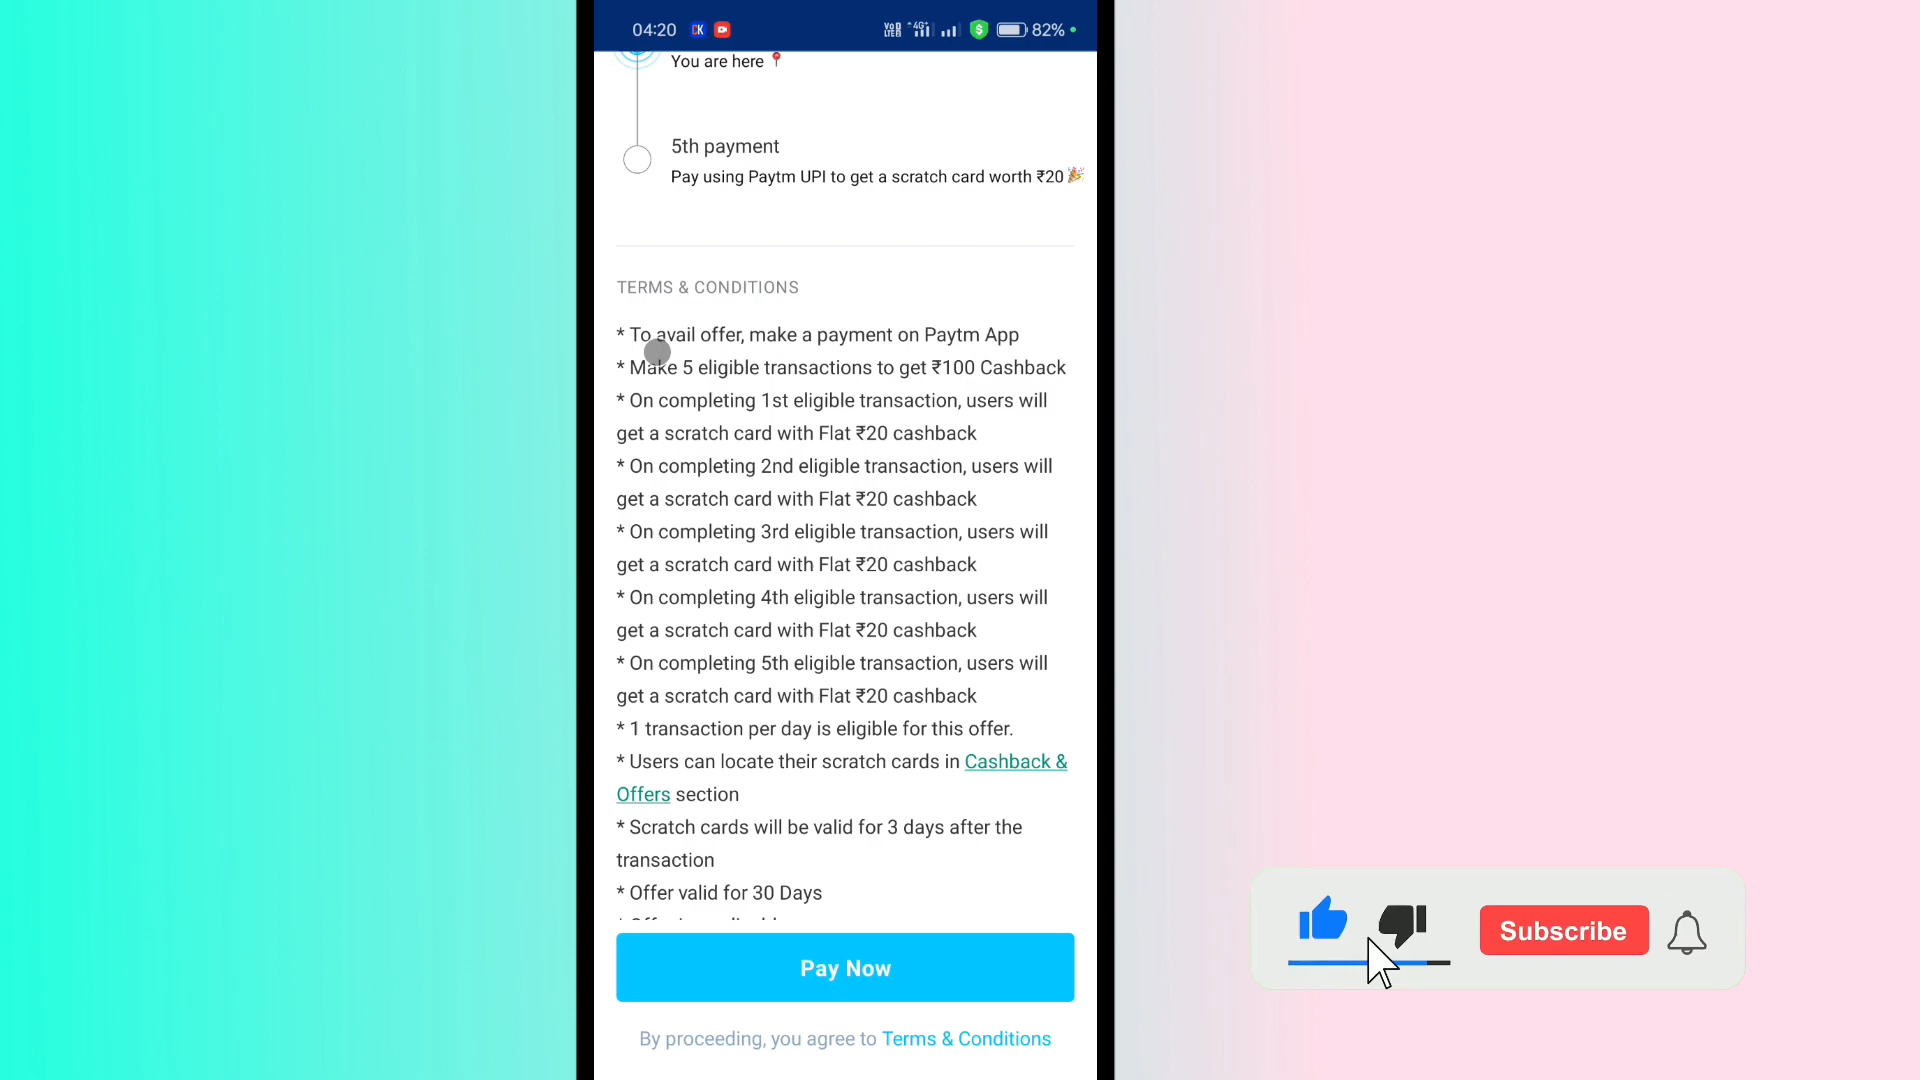 04:20 CK VoD LTEB 4G+ $ 82%
You are here 📍
5th payment
Pay using Paytm UPI to get a scratch card worth ₹20 🎉
TERMS & CONDITIONS
* To avail offer, make a payment on Paytm App
* Make 5 eligible transactions to get ₹100 Cashback
* On completing 1st eligible transaction, users will
get a scratch card with Flat ₹20 cashback
* On completing 2nd eligible transaction, users will
get a scratch card with Flat ₹20 cashback
* On completing 3rd eligible transaction, users will
get a scratch card with Flat ₹20 cashback
* On completing 4th eligible transaction, users will
get a scratch card with Flat ₹20 cashback
* On completing 5th eligible transaction, users will
get a scratch card with Flat ₹20 cashback
* 1 transaction per day is eligible for this offer.
* Users can locate their scratch cards in Cashback &
Offers section
* Scratch cards will be valid for 3 days after the
transaction
* Offer valid for 30 Days
Pay Now
By proceeding, you agree to Terms & Conditions
Subscribe